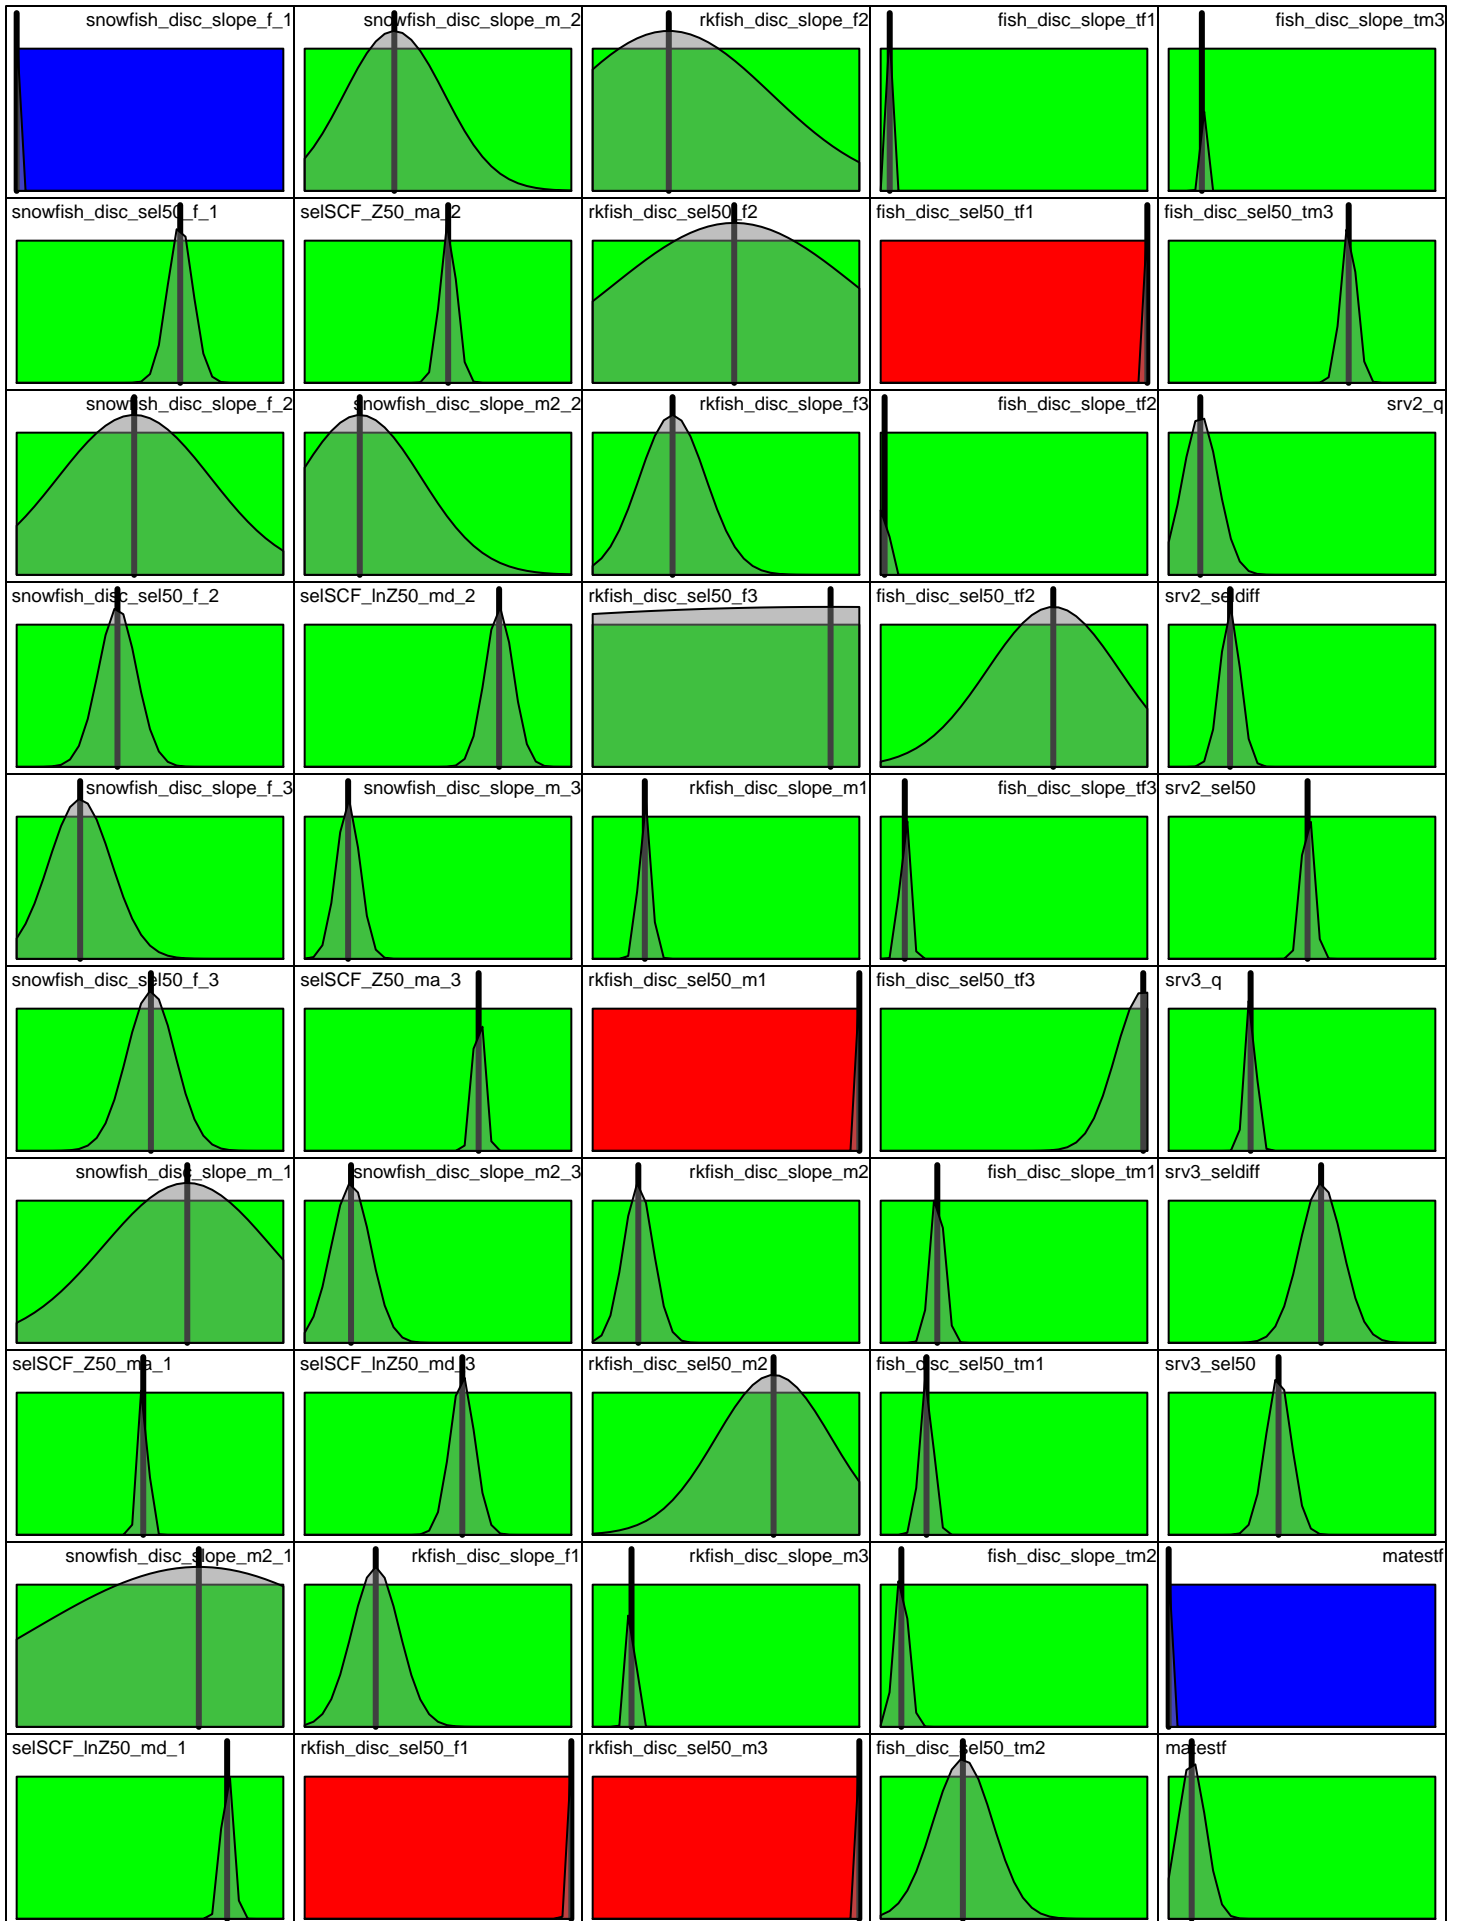 snowfish_disc_slope_f_1
snowfish_disc_slope_m_2
rkfish_disc_slope_f2
fish_disc_slope_tf1
fish_disc_slope_tm3
snowfish_disc_sel50_f_1
selSCF_Z50_ma_2
rkfish_disc_sel50_f2
fish_disc_sel50_tf1
fish_disc_sel50_tm3
snowfish_disc_slope_f_2
snowfish_disc_slope_m2_2
rkfish_disc_slope_f3
fish_disc_slope_tf2
srv2_q
snowfish_disc_sel50_f_2
selSCF_lnZ50_md_2
rkfish_disc_sel50_f3
fish_disc_sel50_tf2
srv2_seldiff
snowfish_disc_slope_f_3
snowfish_disc_slope_m_3
rkfish_disc_slope_m1
fish_disc_slope_tf3
srv2_sel50
snowfish_disc_sel50_f_3
selSCF_Z50_ma_3
rkfish_disc_sel50_m1
fish_disc_sel50_tf3
srv3_q
snowfish_disc_slope_m_1
snowfish_disc_slope_m2_3
rkfish_disc_slope_m2
fish_disc_slope_tm1
srv3_seldiff
selSCF_Z50_ma_1
selSCF_lnZ50_md_3
rkfish_disc_sel50_m2
fish_disc_sel50_tm1
srv3_sel50
snowfish_disc_slope_m2_1
rkfish_disc_slope_f1
rkfish_disc_slope_m3
fish_disc_slope_tm2
matestf
selSCF_lnZ50_md_1
rkfish_disc_sel50_f1
rkfish_disc_sel50_m3
fish_disc_sel50_tm2
matestf